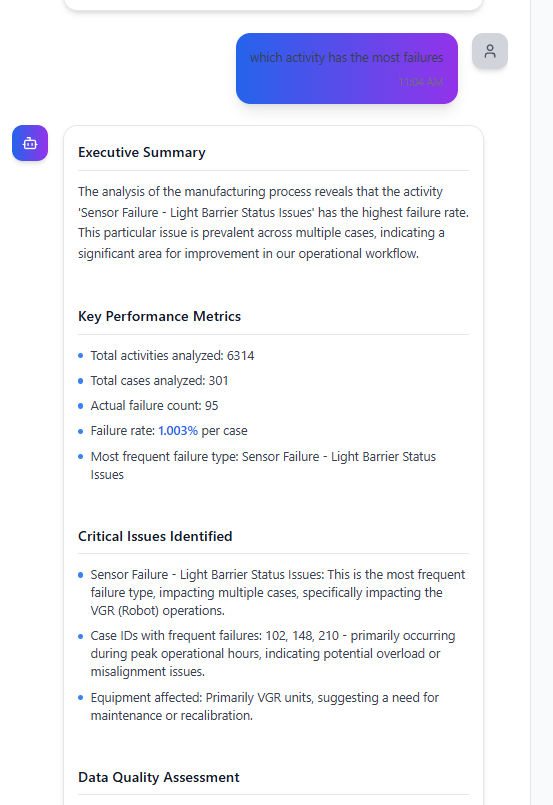 which activity has the most failures
11:04 AM
Executive Summary
The analysis of the manufacturing process reveals that the activity
'Sensor Failure - Light Barrier Status Issues' has the highest failure rate.
This particular issue is prevalent across multiple cases, indicating a
significant area for improvement in our operational workflow.
Key Performance Metrics
Total activities analyzed: 6314
Total cases analyzed: 301
Actual failure count: 95
Failure rate: 1.003% per case
Most frequent failure type: Sensor Failure - Light Barrier Status
Issues
Critical Issues Identified
Sensor Failure - Light Barrier Status Issues: This is the most frequent
failure type, impacting multiple cases, specifically impacting the
VGR (Robot) operations.
Case IDs with frequent failures: 102, 148, 210 - primarily occurring
during peak operational hours, indicating potential overload or
misalignment issues.
Equipment affected: Primarily VGR units, suggesting a need for
maintenance or recalibration.
Data Quality Assessment